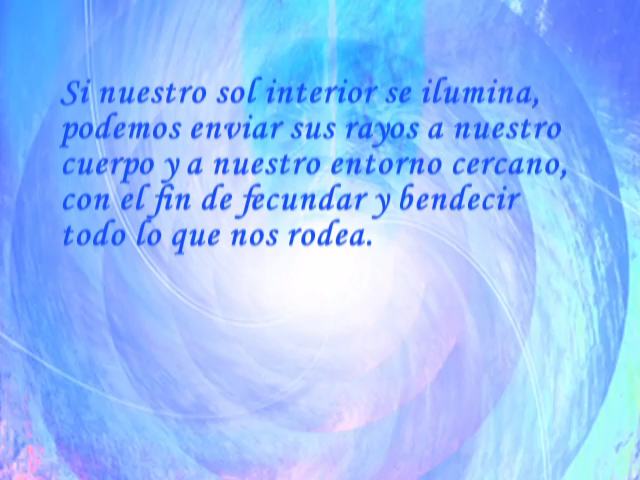 Si nuestro sol interior se ilumina,
podemos enviar sus rayos a nuestro
cuerpo y a nuestro entorno cercano,
con el fin de fecundar y bendecir
todo lo que nos rodea.